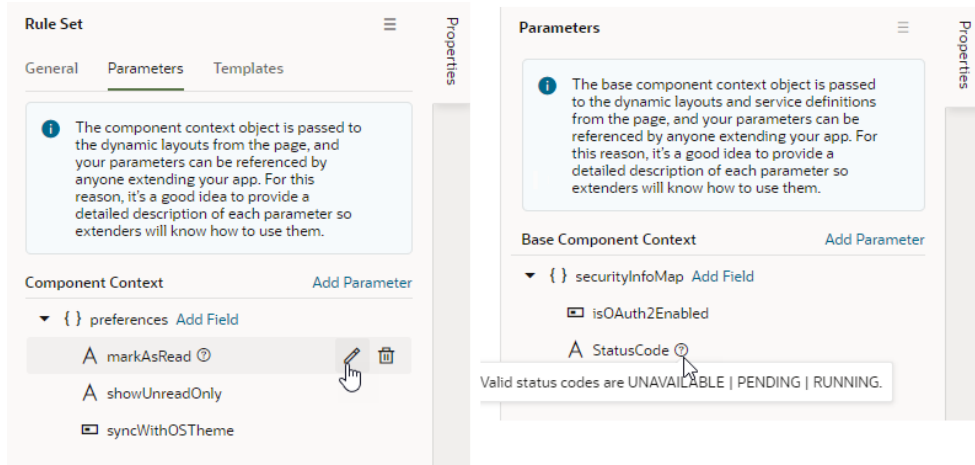 Rule Set
Properties
General Parameters Templates
The component context object is passed to
the dynamic layouts from the page, and
your parameters can be referenced by
anyone extending your app. For this
reason, it's a good idea to provide a
detailed description of each parameter so
extenders will know how to use them.
Component Context Add Parameter
{ } preferences Add Field
A markAsRead ?
A showUnreadOnly
syncWithOSTheme
Parameters
Properties
The base component context object is passed
to the dynamic layouts and service definitions
from the page, and your parameters can be
referenced by anyone extending your app. For
this reason, it's a good idea to provide a
detailed description of each parameter so
extenders will know how to use them.
Base Component Context Add Parameter
{ } securityInfoMap Add Field
isOAuth2Enabled
A StatusCode ?
Valid status codes are UNAVAILABLE | PENDING | RUNNING.